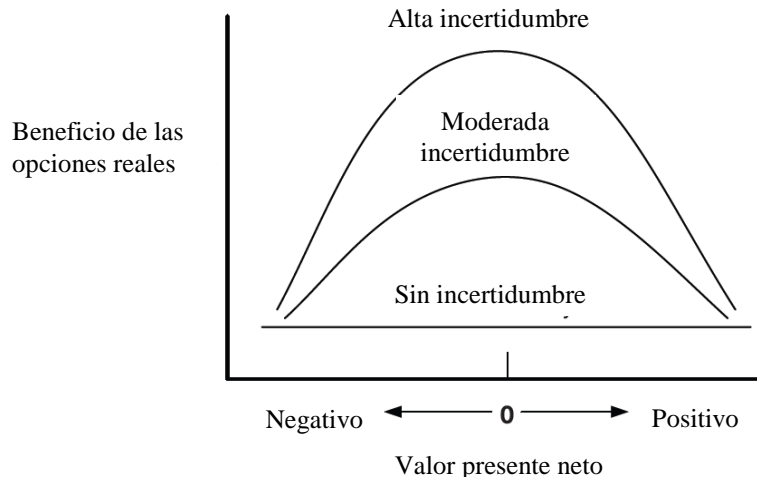 Alta incertidumbre
Beneficio de las
opciones reales
Moderada
incertidumbre
Sin incertidumbre
Negativo
0
Positivo
Valor presente neto